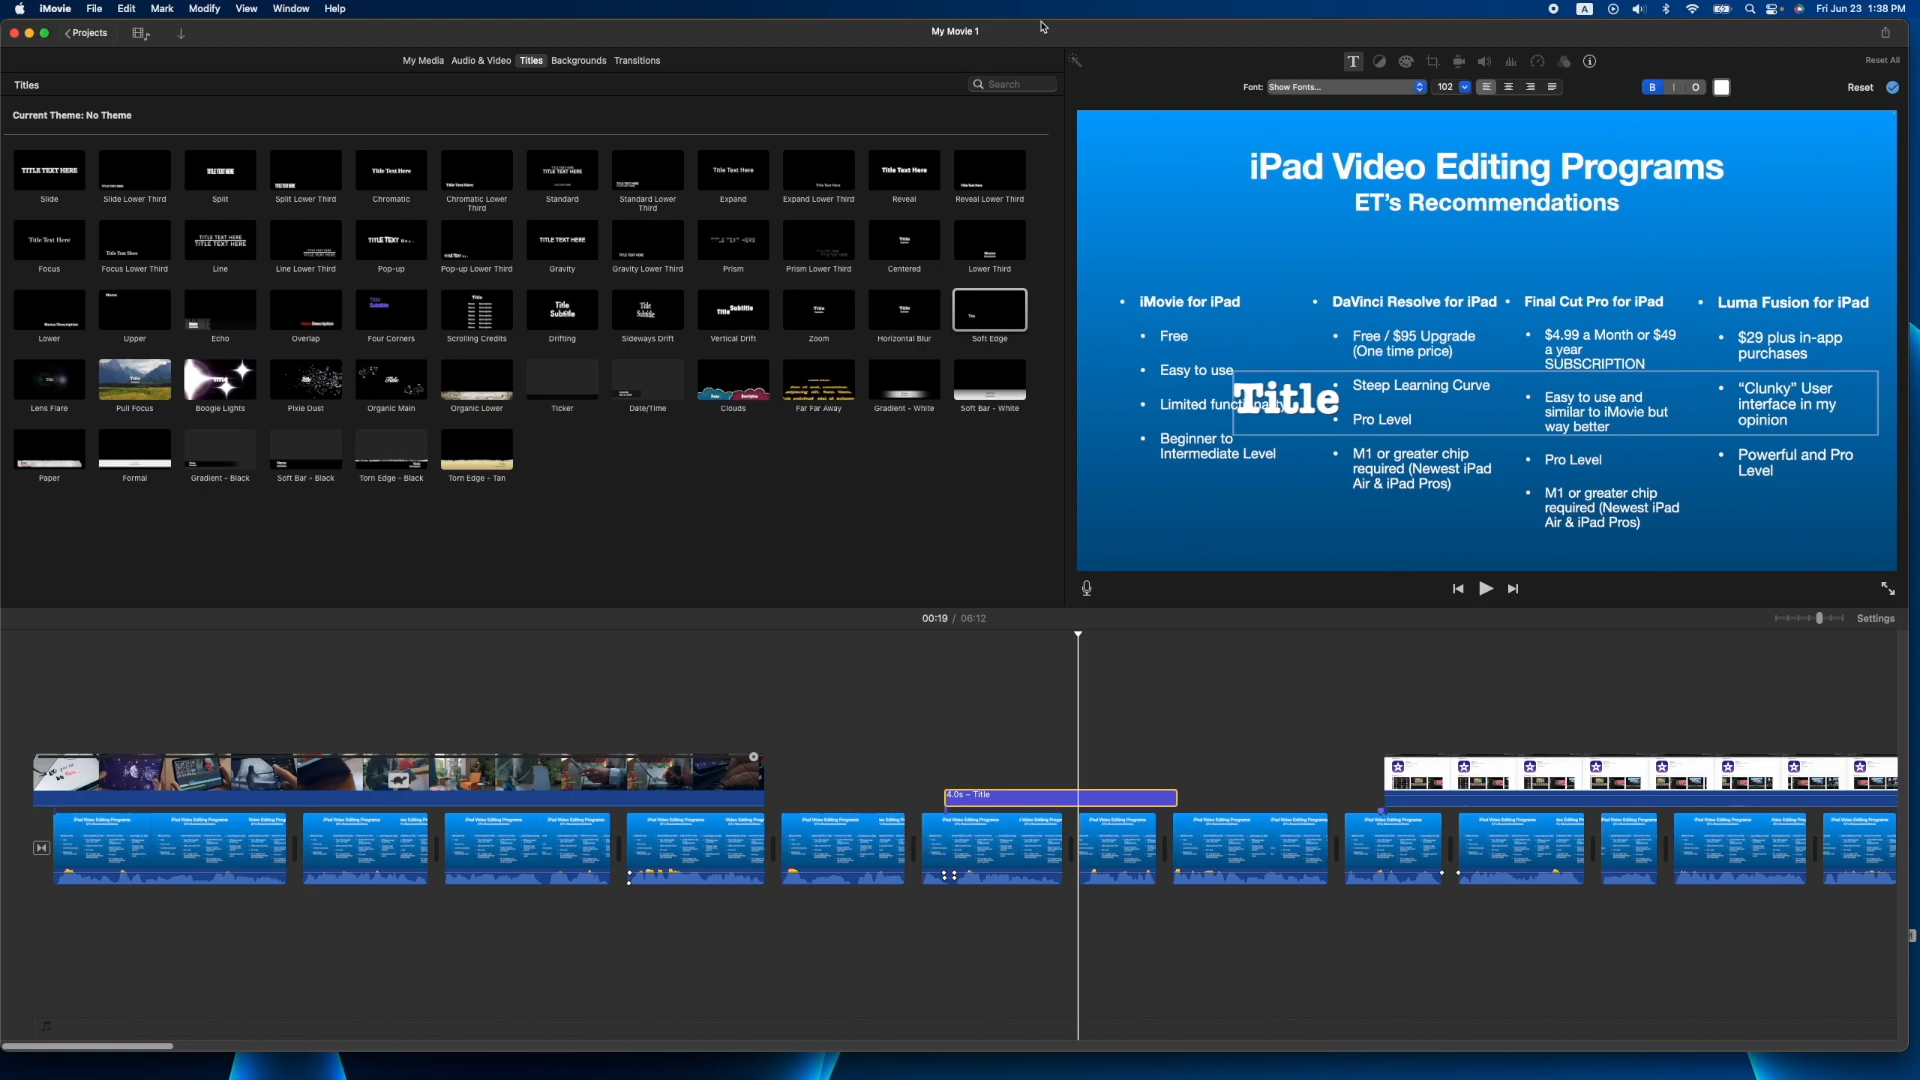 iMovie File Edit Mark Modify View Window Help
A
Fri Jun 23 1:38 PM
Projects
My Movie 1
My Media Audio & Video Titles Backgrounds Transitions
Reset All
Titles
Search
Font: Show Fonts... 102 B I O Reset
Current Theme: No Theme
TITLE TEXT HERE
Title Text Here
Slide Slide Lower Third Split Split Lower Third Chromatic Chromatic Lower Third Standard Standard Lower Third Expand Expand Lower Third Reveal Reveal Lower Third
Focus Focus Lower Third Line Line Lower Third Pop-up Pop-up Lower Third Gravity Gravity Lower Third Prism Prism Lower Third Centered Lower Third
Lower Upper Echo Overlap Four Corners Scrolling Credits Drifting Sideways Drift Vertical Drift Zoom Horizontal Blur Soft Edge
Lens Flare Pull Focus Boogie Lights Pixie Dust Organic Main Organic Lower Ticker Date/Time Clouds Far Far Away Gradient - White Soft Bar - White
Paper Formal Gradient - Black Soft Bar - Black Torn Edge - Black Torn Edge - Tan
iPad Video Editing Programs
ET's Recommendations
• iMovie for iPad
• Free
• Easy to use
• Limited functionality
• Beginner to
Intermediate Level
Title
• DaVinci Resolve for iPad
• Free / $95 Upgrade
(One time price)
• Steep Learning Curve
• Pro Level
• M1 or greater chip
required (Newest iPad
Air & iPad Pros)
• Final Cut Pro for iPad
• $4.99 a Month or $49
a year
SUBSCRIPTION
• Easy to use and
similar to iMovie but
way better
• Pro Level
• M1 or greater chip
required (Newest iPad
Air & iPad Pros)
• Luma Fusion for iPad
• $29 plus in-app
purchases
• “Clunky” User
interface in my
opinion
• Powerful and Pro
Level
00:19 / 06:12
Settings
4.0s – Title
iPad Video Editing Programs